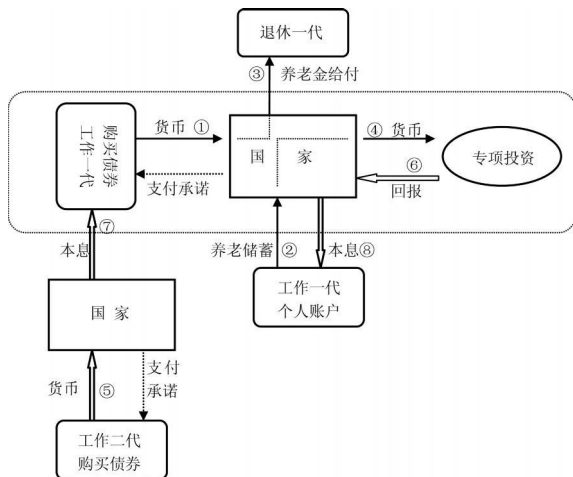 退休一代
③ 养老金给付
购买债券
工作一代
货币 ①
支付承诺
国 家
④ 货币
⑥
回报
专项投资
⑦
本息
养老储蓄 ②
本息⑧
工作一代
个人账户
国 家
货币 ⑤
支付
承诺
工作二代
购买债券